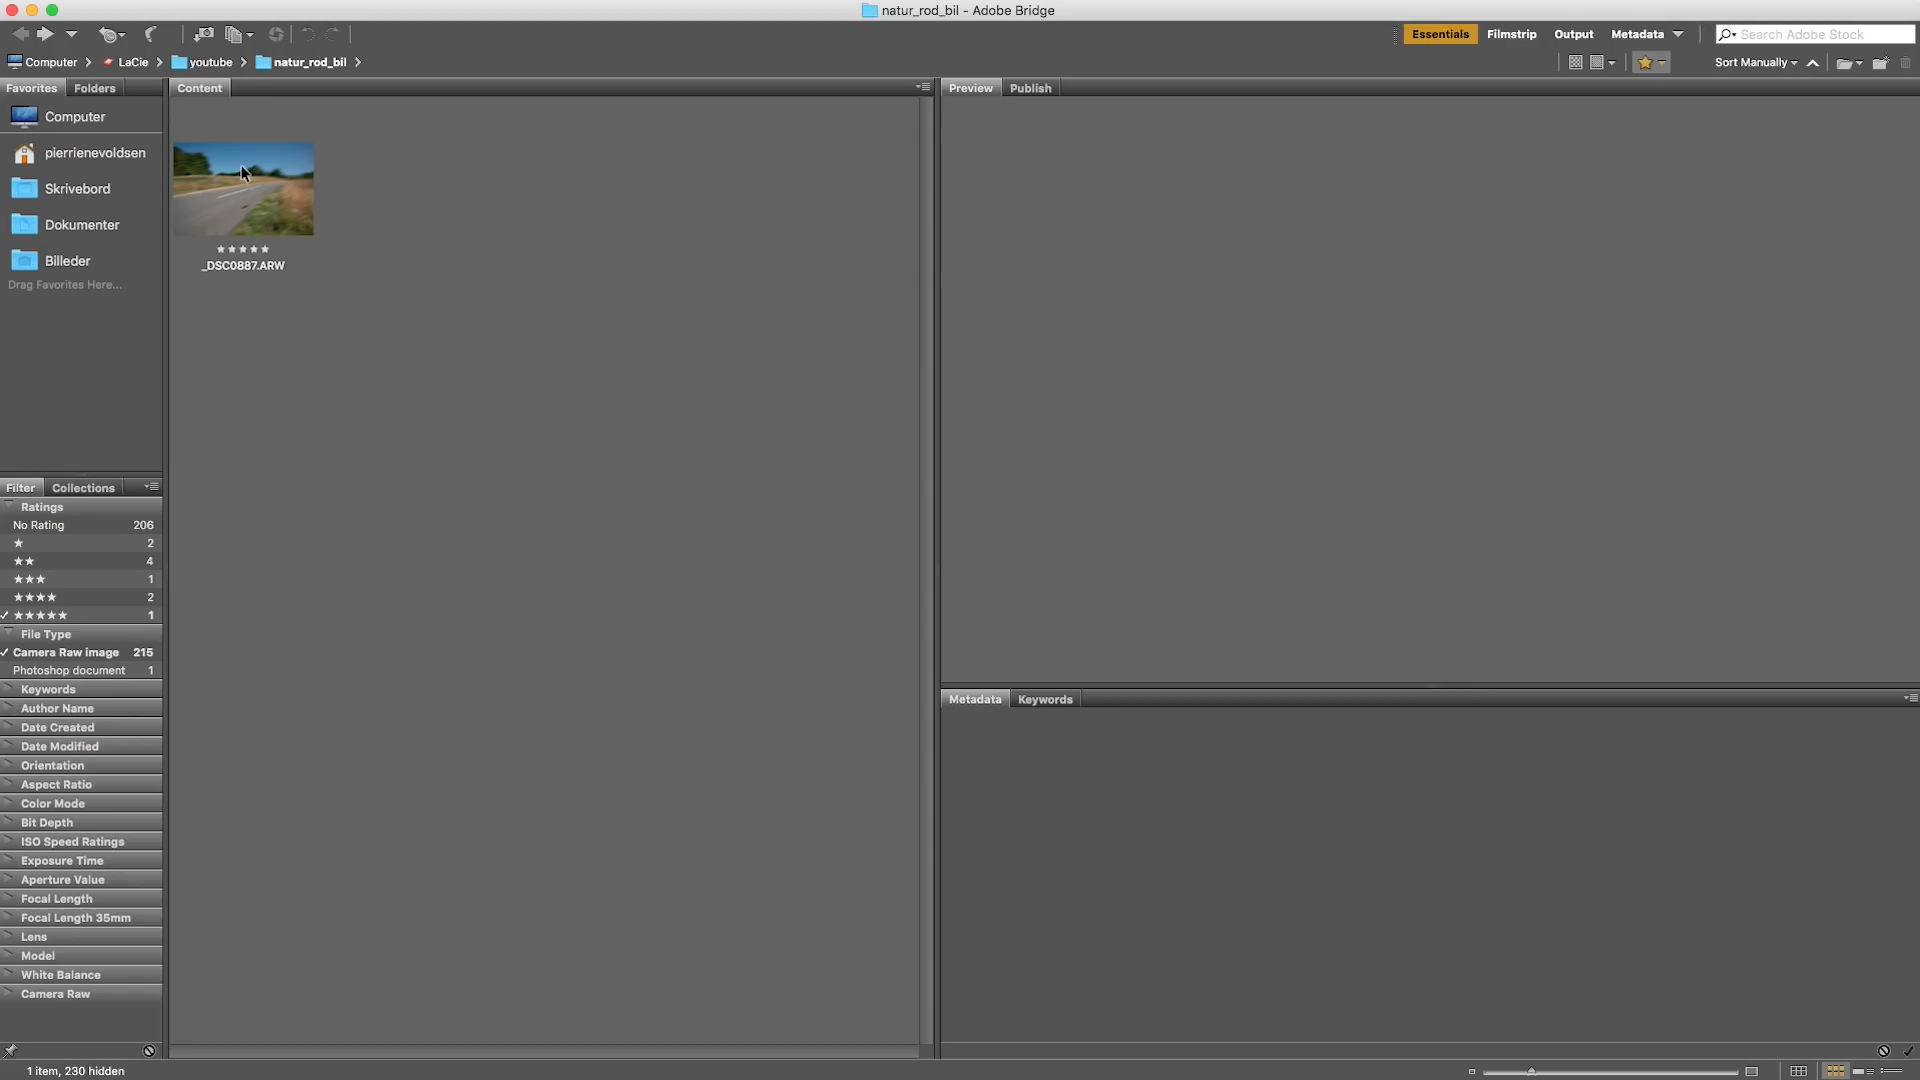 natur_rod_bil - Adobe Bridge
Essentials Filmstrip Output Metadata
Search Adobe Stock
Computer LaCie youtube natur_rod_bil
Sort Manually
Favorites Folders
Content
Preview Publish
Computer
pierrienevoldsen
Skrivebord
Dokumenter
Billeder
Drag Favorites Here...
_DSC0887.ARW
Filter Collections
Ratings
No Rating 206
★ 2
★★ 4
★★★ 1
★★★★ 2
✓ ★★★★★ 1
File Type
✓ Camera Raw image 215
Photoshop document 1
Keywords
Author Name
Date Created
Date Modified
Orientation
Aspect Ratio
Color Mode
Bit Depth
ISO Speed Ratings
Exposure Time
Aperture Value
Focal Length
Focal Length 35mm
Lens
Model
White Balance
Camera Raw
Metadata Keywords
1 item, 230 hidden